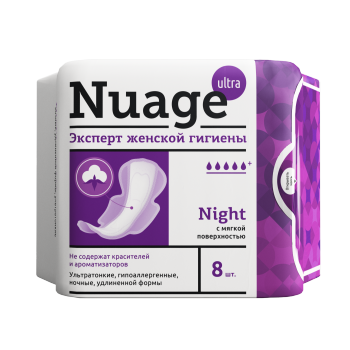 Nuage
ultra
Эксперт женской гигиены
Night
с мягкой
поверхностью
Не содержат красителей
и ароматизаторов
8 шт.
Ультратонкие, гипоаллергенные,
ночные, удлиненной формы